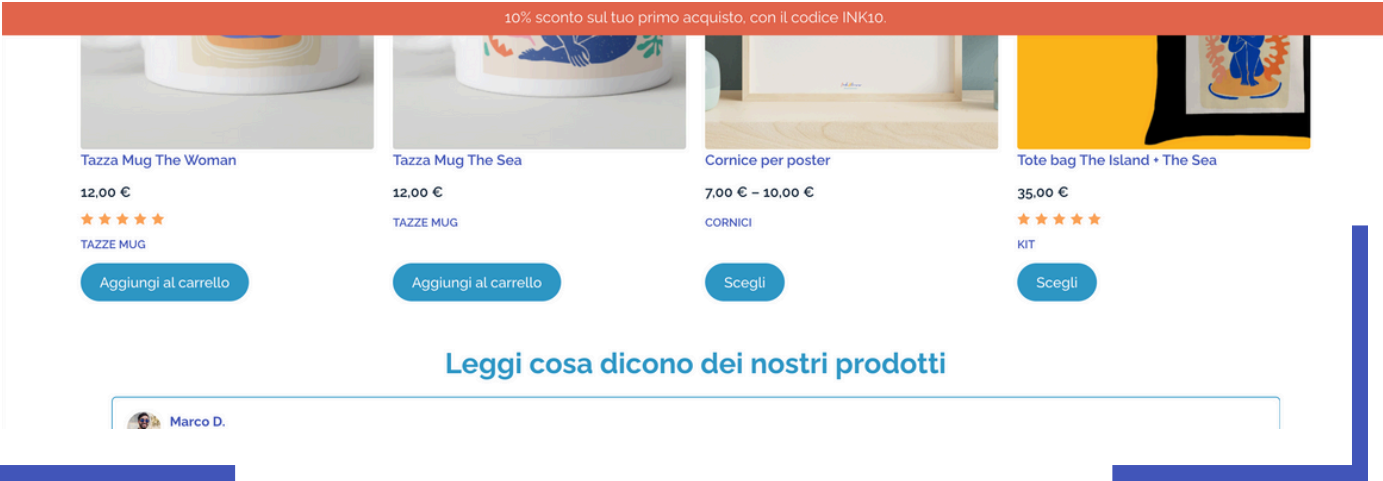 10% sconto sul tuo primo acquisto, con il codice INK10.
Tazza Mug The Woman
12,00 €
TAZZE MUG
Aggiungi al carrello
Tazza Mug The Sea
12,00 €
TAZZE MUG
Aggiungi al carrello
Cornice per poster
7,00 € – 10,00 €
CORNICI
Scegli
Tote bag The Island + The Sea
35,00 €
KIT
Scegli
Leggi cosa dicono dei nostri prodotti
Marco D.